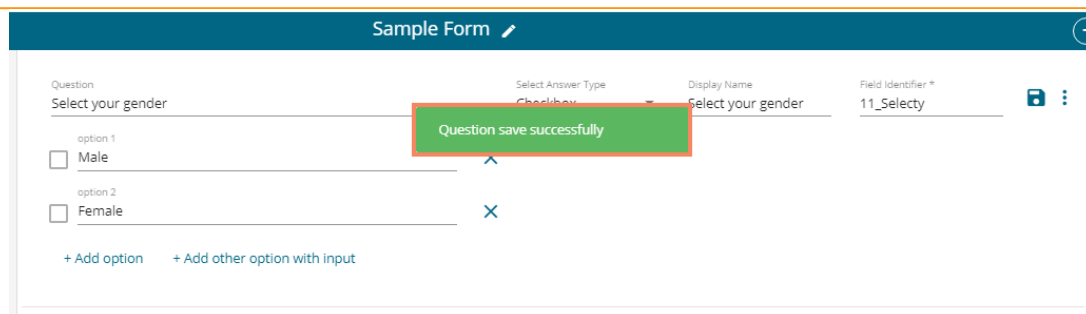 Sample Form
Question
Select your gender
Select Answer Type
Checkbox
Display Name
Select your gender
Field Identifier *
11_Selecty
Question save successfully
option 1
Male
option 2
Female
+ Add option
+ Add other option with input